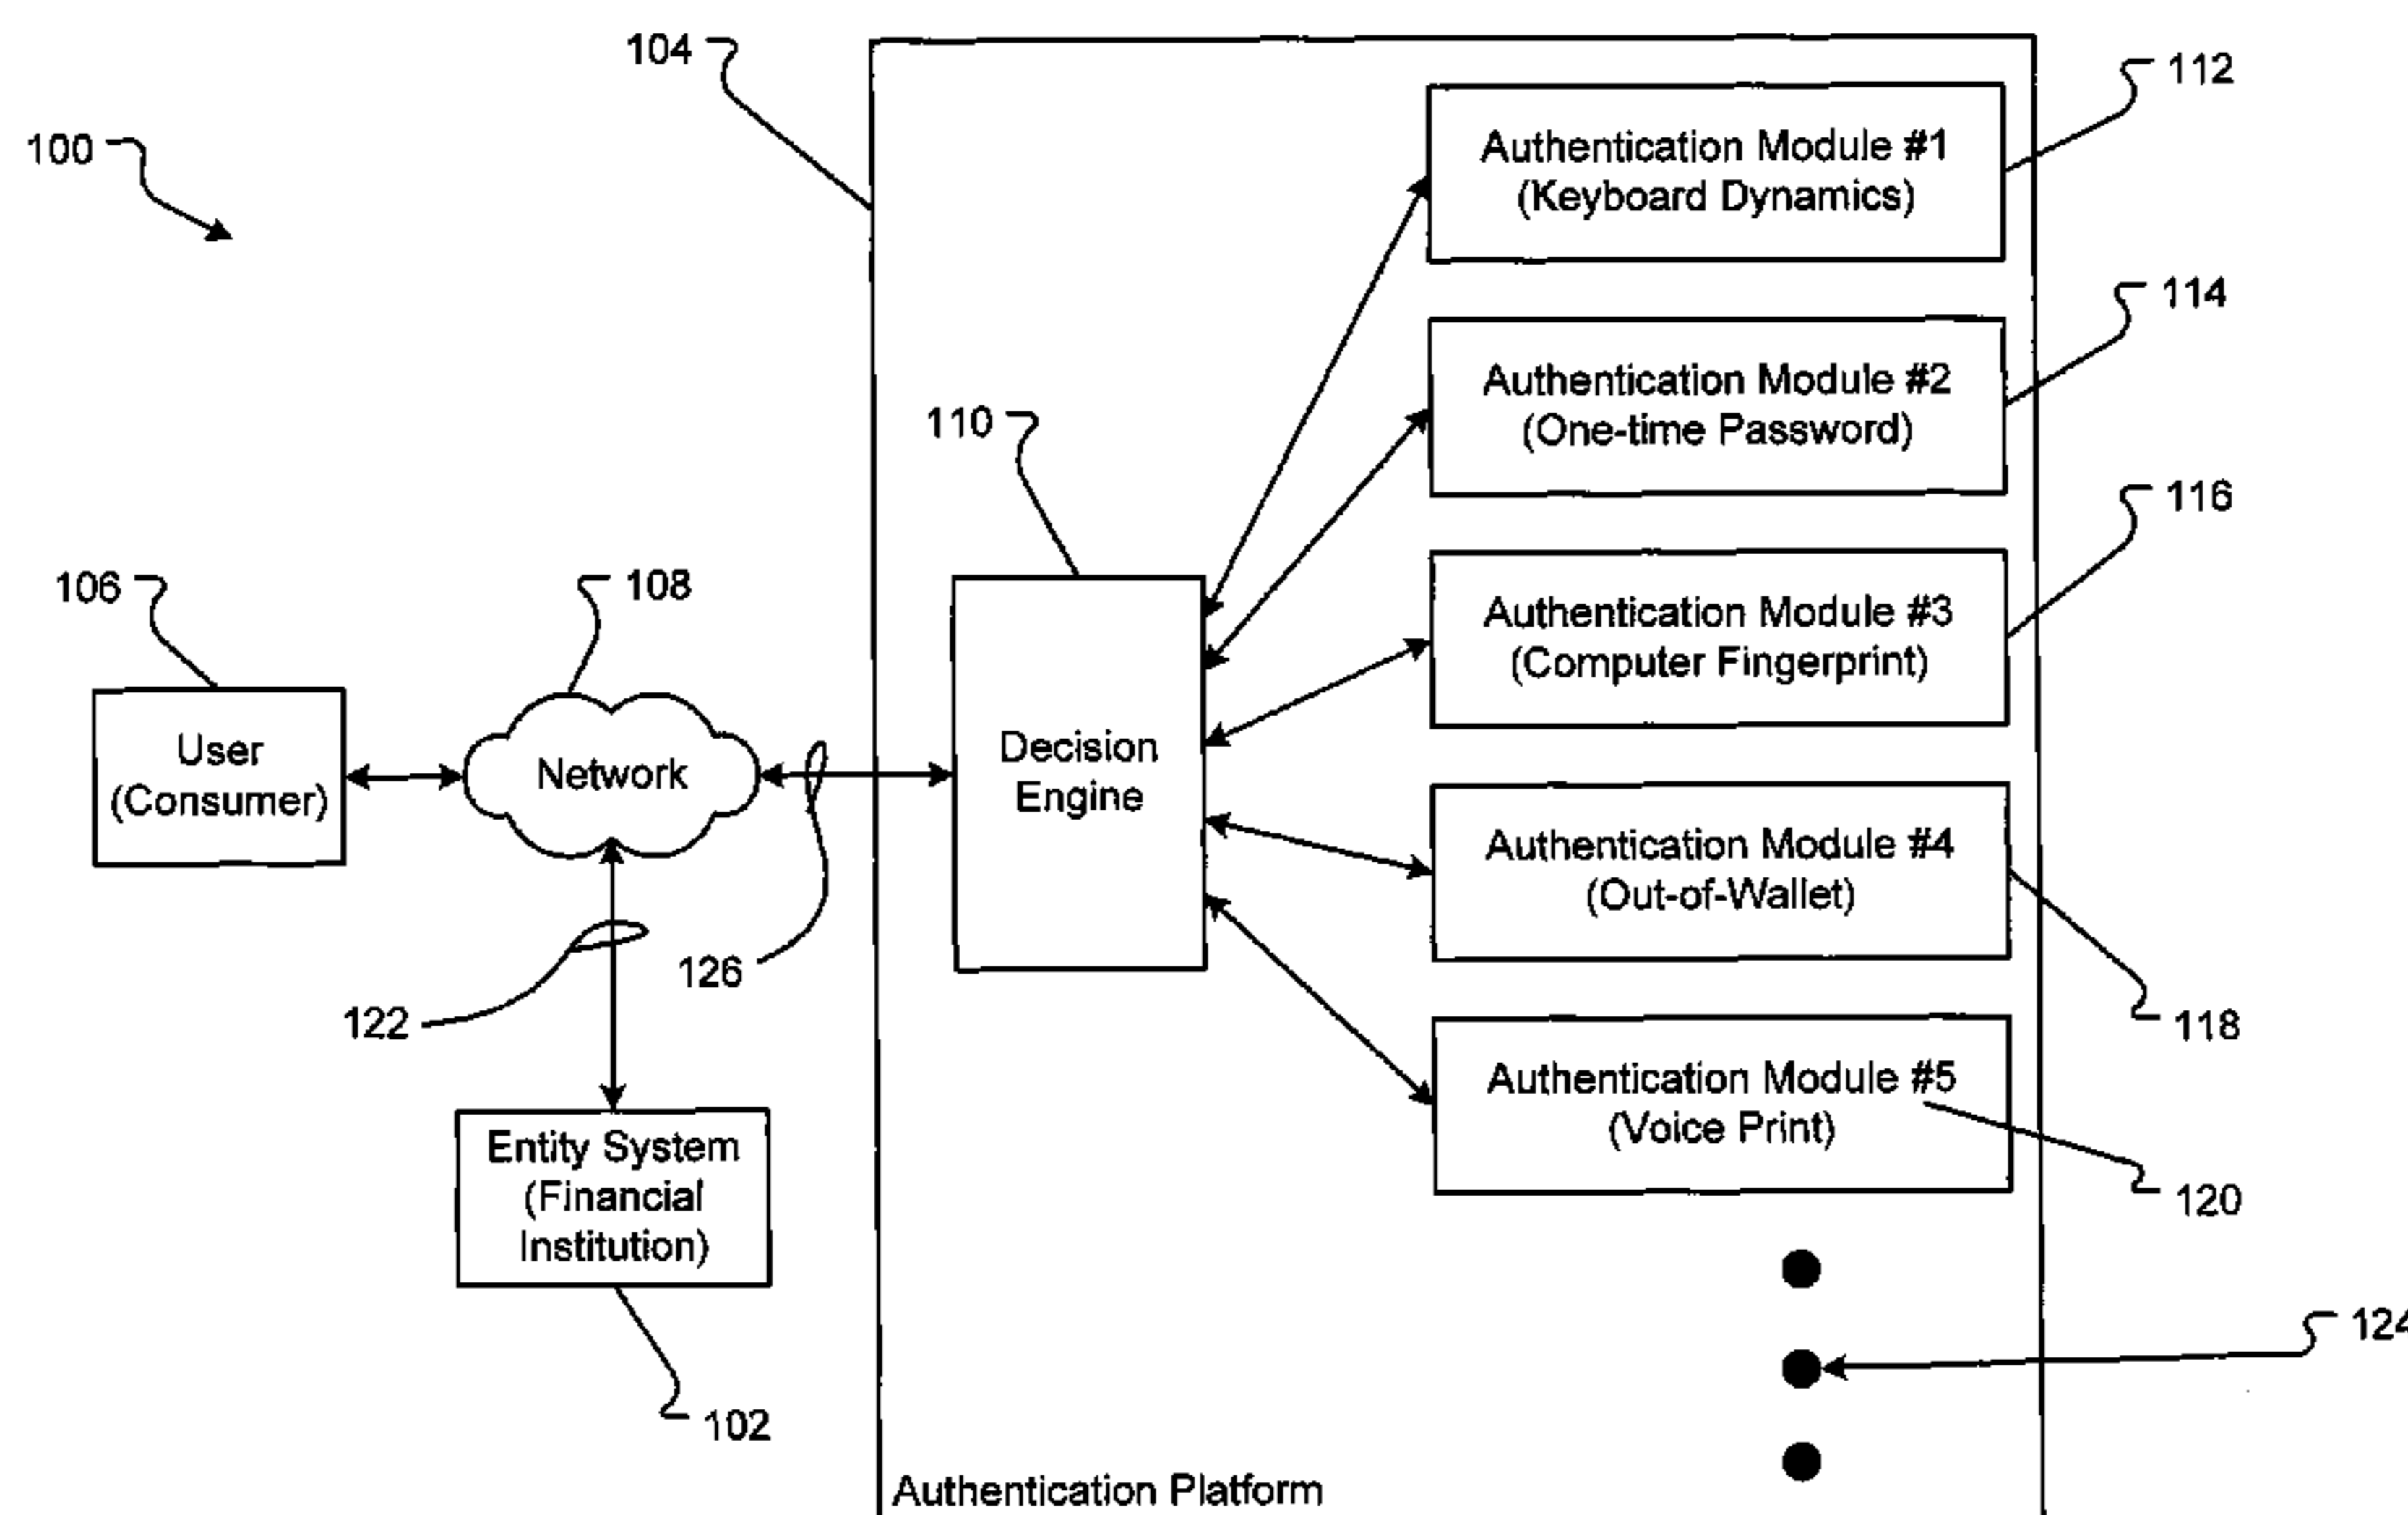 104
112
100
Authentication Module #1
(Keyboard Dynamics)
114
Authentication Module #2
(One-time Password)
110
116
106
108
Authentication Module #3
(Computer Fingerprint)
User
(Consumer)
Network
Decision
Engine
Authentication Module #4
(Out-of-Wallet)
126
122
118
Authentication Module #5
(Voice Print)
Entity System
(Financial
Institution)
120
124
102
Authentication Platform